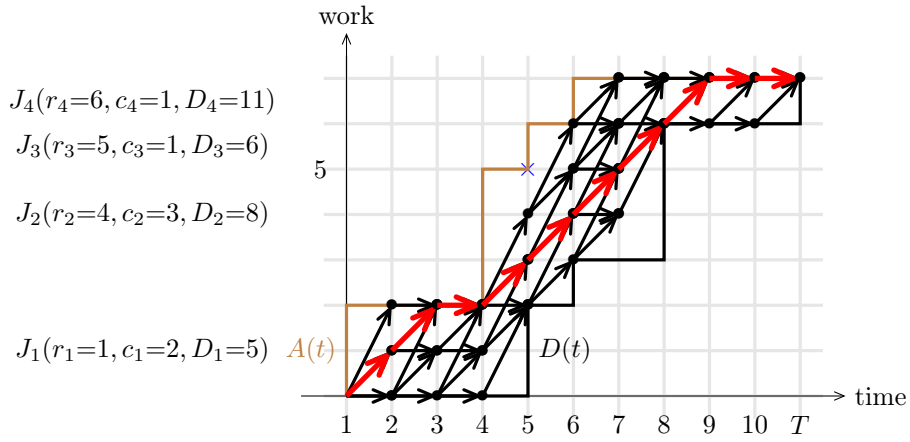 work
J₄(r₄=6, c₄=1, D₄=11)
J₃(r₃=5, c₃=1, D₃=6)
5
J₂(r₂=4, c₂=3, D₂=8)
J₁(r₁=1, c₁=2, D₁=5) A(t) D(t)
time
1 2 3 4 5 6 7 8 9 10 T